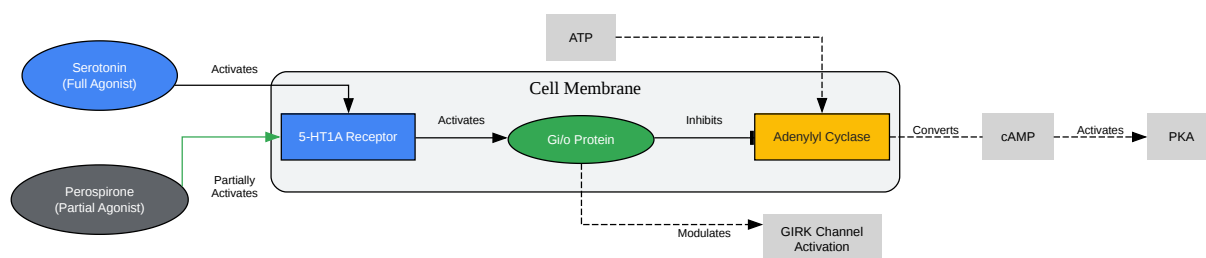 ATP
Serotonin
(Full Agonist)
Activates
Cell Membrane
5-HT1A Receptor
Activates
Gi/o Protein
Inhibits
Adenylyl Cyclase
Converts
cAMP
Activates
PKA
Perospirone
(Partial Agonist)
Partially
Activates
Modulates
GIRK Channel
Activation